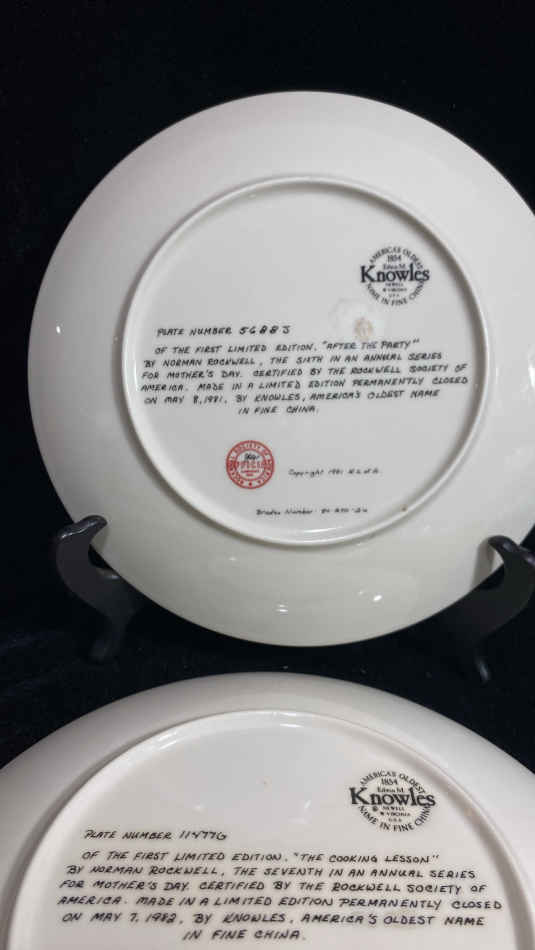 AMERICA'S OLDEST
1854
Edwin M.
Knowles
NEWELL
VIRGINIA
U.S.A
NAME IN FINE CHINA
PLATE NUMBER 5688J
OF THE FIRST LIMITED EDITION. "AFTER THE PARTY"
BY NORMAN ROCKWELL, THE SIXTH IN AN ANNUAL SERIES
FOR MOTHER'S DAY. CERTIFIED BY THE ROCKWELL SOCIETY OF
AMERICA. MADE IN A LIMITED EDITION PERMANENTLY CLOSED
ON MAY 8, 1981, BY KNOWLES, AMERICA'S OLDEST NAME
IN FINE CHINA.
SOCIETY OF
Copyright 1981 R.S. of A.
Bradex Number:
AMERICA'S OLDEST
1854
Edwin M.
Knowles
NEWELL
VIRGINIA
U.S.A
NAME IN FINE CHINA
PLATE NUMBER 11477G
OF THE FIRST LIMITED EDITION. "THE COOKING LESSON"
BY NORMAN ROCKWELL, THE SEVENTH IN AN ANNUAL SERIES
FOR MOTHER'S DAY. CERTIFIED BY THE ROCKWELL SOCIETY OF
AMERICA. MADE IN A LIMITED EDITION PERMANENTLY CLOSED
ON MAY 7, 1982, BY KNOWLES, AMERICA'S OLDEST NAME
IN FINE CHINA.